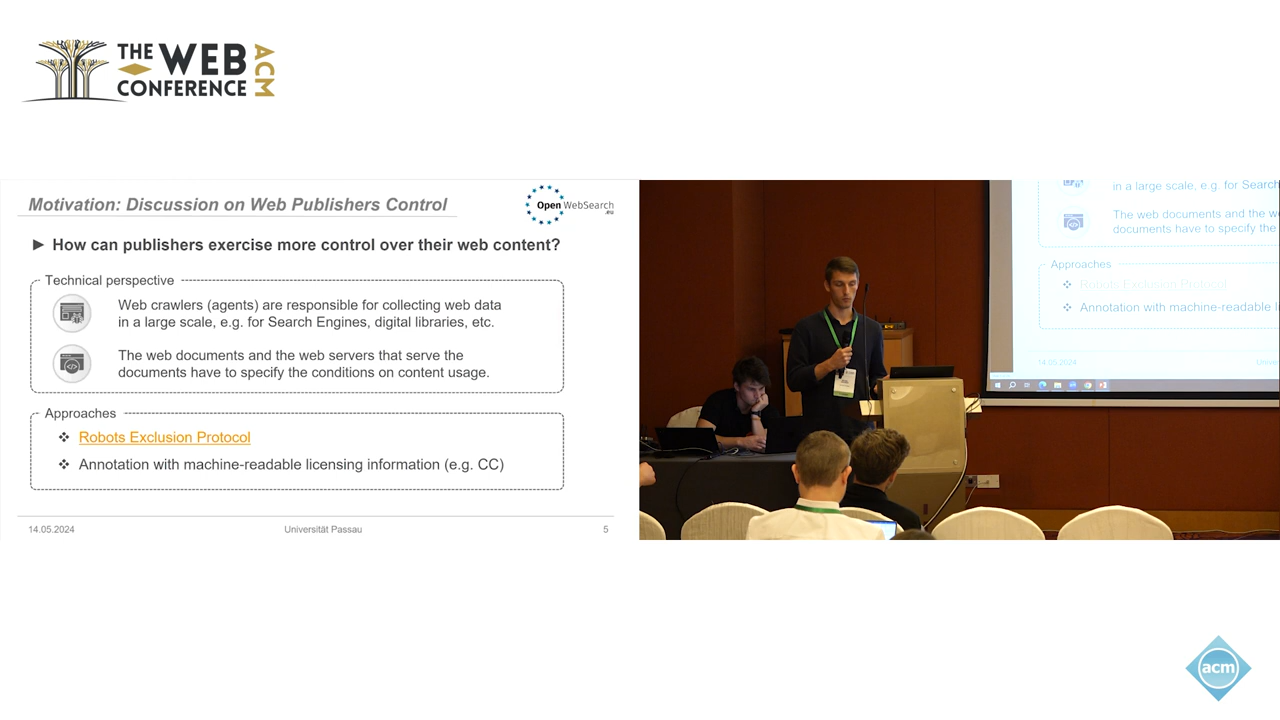 THE WEB
CONFERENCE
ACM
Motivation: Discussion on Web Publishers Control
Open WebSearch
.eu
► How can publishers exercise more control over their web content?
Technical perspective
Web crawlers (agents) are responsible for collecting web data
in a large scale, e.g. for Search Engines, digital libraries, etc.
The web documents and the web servers that serve the
documents have to specify the conditions on content usage.
Approaches
❖ Robots Exclusion Protocol
❖ Annotation with machine-readable licensing information (e.g. CC)
14.05.2024
Universität Passau
5
in a large scale, e.g. for Search
The web documents and the w
documents have to specify the
Approaches
❖ Robots Exclusion Protocol
❖ Annotation with machine-readable l
14.05.2024
Univers
acm